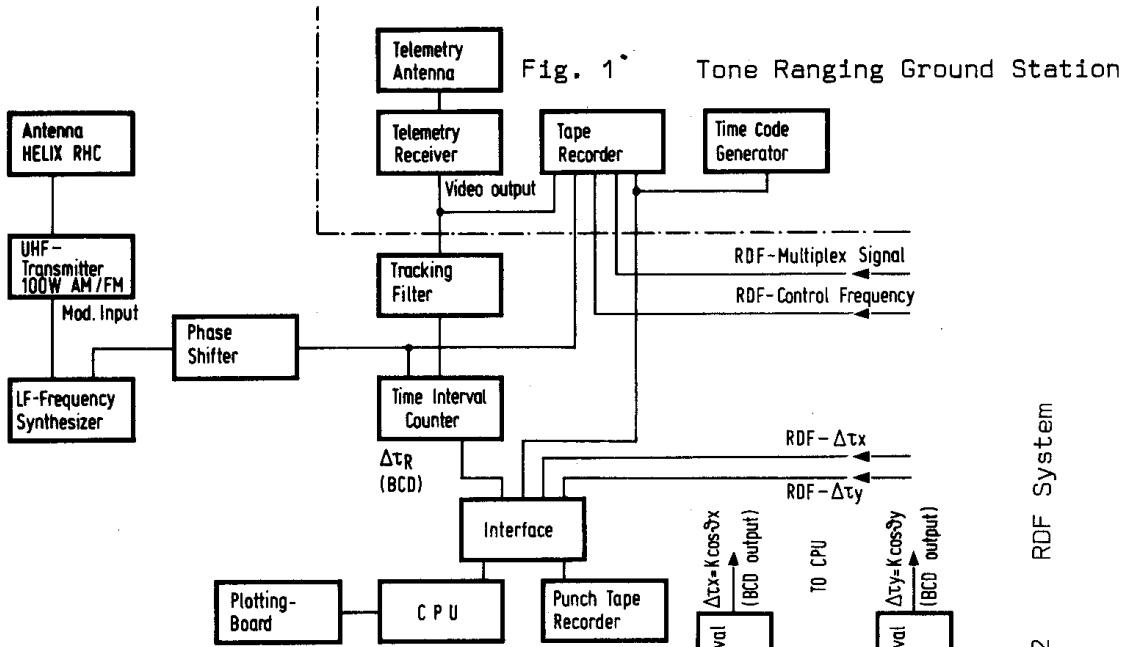 Telemetry
Antenna
Fig. 1 Tone Ranging Ground Station
Antenna
HELIX RHC
Telemetry
Receiver
Tape
Recorder
Time Code
Generator
Video output
UHF-
Transmitter
100W AM/FM
Mod. Input
Tracking
Filter
RDF-Multiplex Signal
RDF-Control Frequency
Phase
Shifter
LF-Frequency
Synthesizer
Time Interval
Counter
ΔτR
(BCD)
RDF-Δτx
RDF-Δτy
Interface
Plotting-
Board
CPU
Punch Tape
Recorder
Δτx=Kcosϑx
(BCD output)
TO CPU
Δτy=Kcosϑy
(BCD output)
val
val
RDF System
2